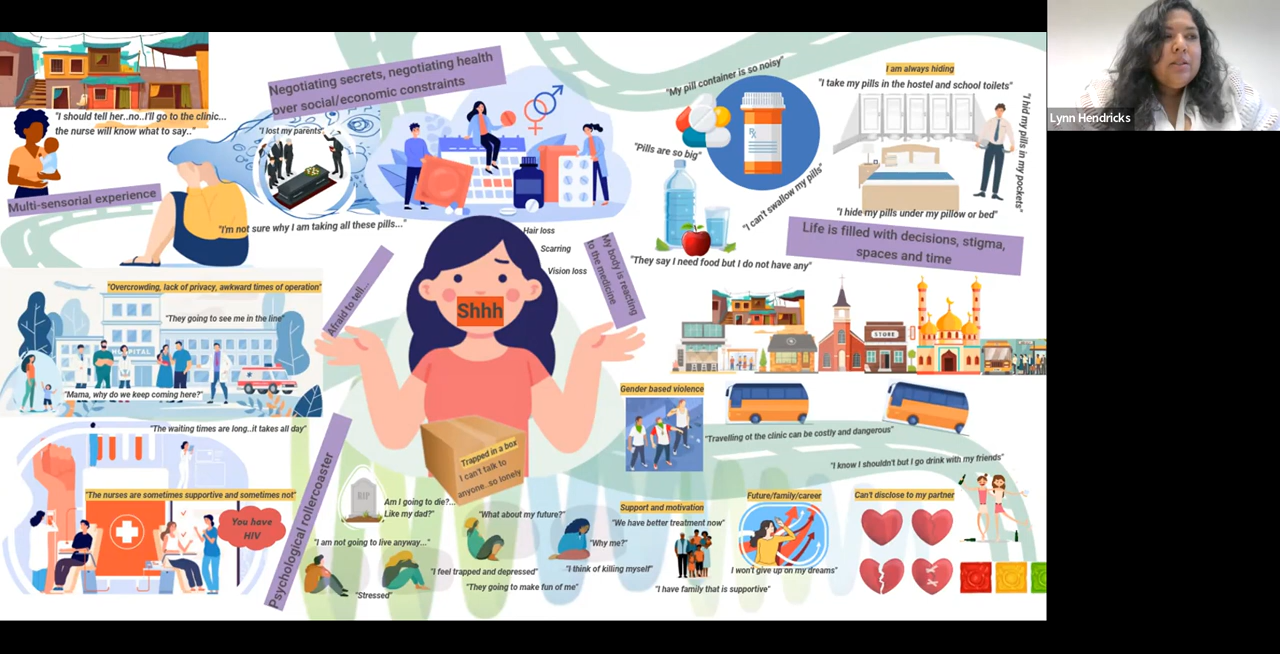 Lynn Hendricks
Negotiating secrets, negotiating health
over social/economic constraints
"I should tell her..no..I'll go to the clinic...
the nurse will know what to say.."
"I lost my parents"
Multi-sensorial experience
"I'm not sure why I am taking all these pills..."
"My pill container is so noisy"
"Pills are so big"
"I can't swallow my pills"
"They say I need food but I do not have any"
Rx
I am always hiding
"I take my pills in the hostel and school toilets"
"I hid my pills in my pockets"
"I hide my pills under my pillow or bed"
Life is filled with decisions, stigma,
spaces and time
Hair loss
Scarring
Vision loss
My body is reacting
to the medicine
Afraid to tell...
Shhh
"Overcrowding, lack of privacy, awkward times of operation"
"They going to see me in the line"
HOSPITAL
"Mama, why do we keep coming here?"
"The waiting times are long..it takes all day"
"The nurses are sometimes supportive and sometimes not"
You have
HIV
Psychological rollercoaster
Trapped in a box
I can't talk to
anyone..so lonely
STORE
Gender based violence
"Travelling ot the clinic can be costly and dangerous"
"I know I shouldn't but I go drink with my friends"
RIP
Am I going to die?..
Like my dad?"
"I am not going to live anyway..."
"Stressed"
"I feel trapped and depressed"
"What about my future?"
"Why me?"
"I think of killing myself"
"They going to make fun of me"
Support and motivation
"We have better treatment now"
"I have family that is supportive"
Future/family/career
I won't give up on my dreams"
Can't disclose to my partner